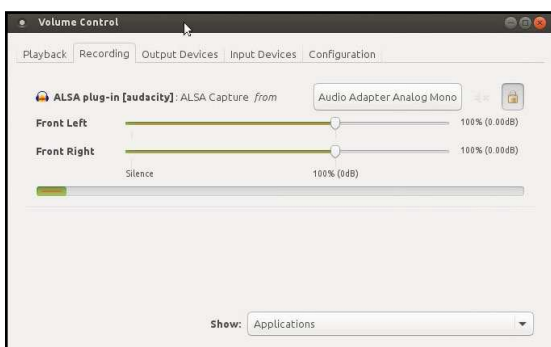 Volume Control
Playback Recording Output Devices Input Devices Configuration
ALSA plug-in [audacity]: ALSA Capture from Audio Adapter Analog Mono
Front Left 100% (0.00dB)
Front Right 100% (0.00dB)
Silence 100% (0dB)
Show: Applications